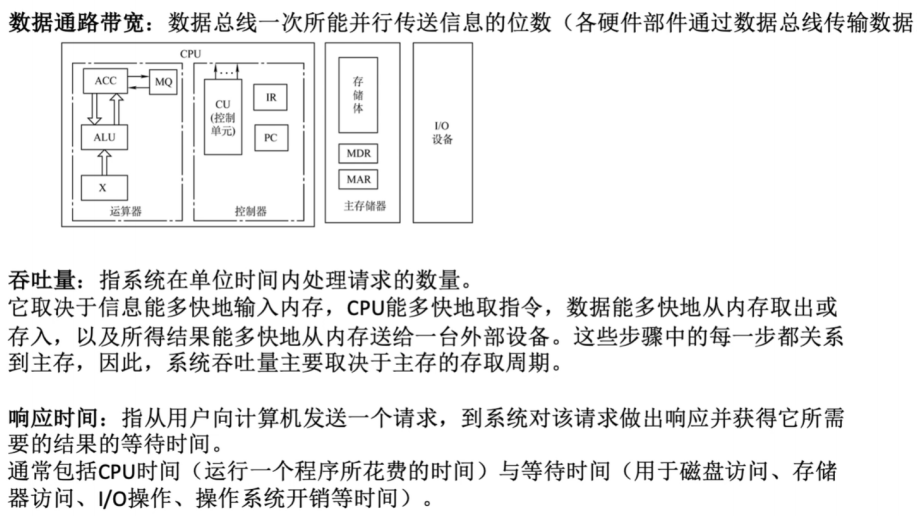 数据通路带宽：数据总线一次所能并行传送信息的位数（各硬件部件通过数据总线传输数据
CPU
ACC
MQ
ALU
X
运算器
CU
(控制
单元)
IR
PC
控制器
存
储
体
MDR
MAR
主存储器
I/O
设备
吞吐量：指系统在单位时间内处理请求的数量。
它取决于信息能多快地输入内存，CPU能多快地取指令，数据能多快地从内存取出或
存入，以及所得结果能多快地从内存送给一台外部设备。这些步骤中的每一步都关系
到主存，因此，系统吞吐量主要取决于主存的存取周期。
响应时间：指从用户向计算机发送一个请求，到系统对该请求做出响应并获得它所需
要的结果的等待时间。
通常包括CPU时间（运行一个程序所花费的时间）与等待时间（用于磁盘访问、存储
器访问、I/O操作、操作系统开销等时间）。